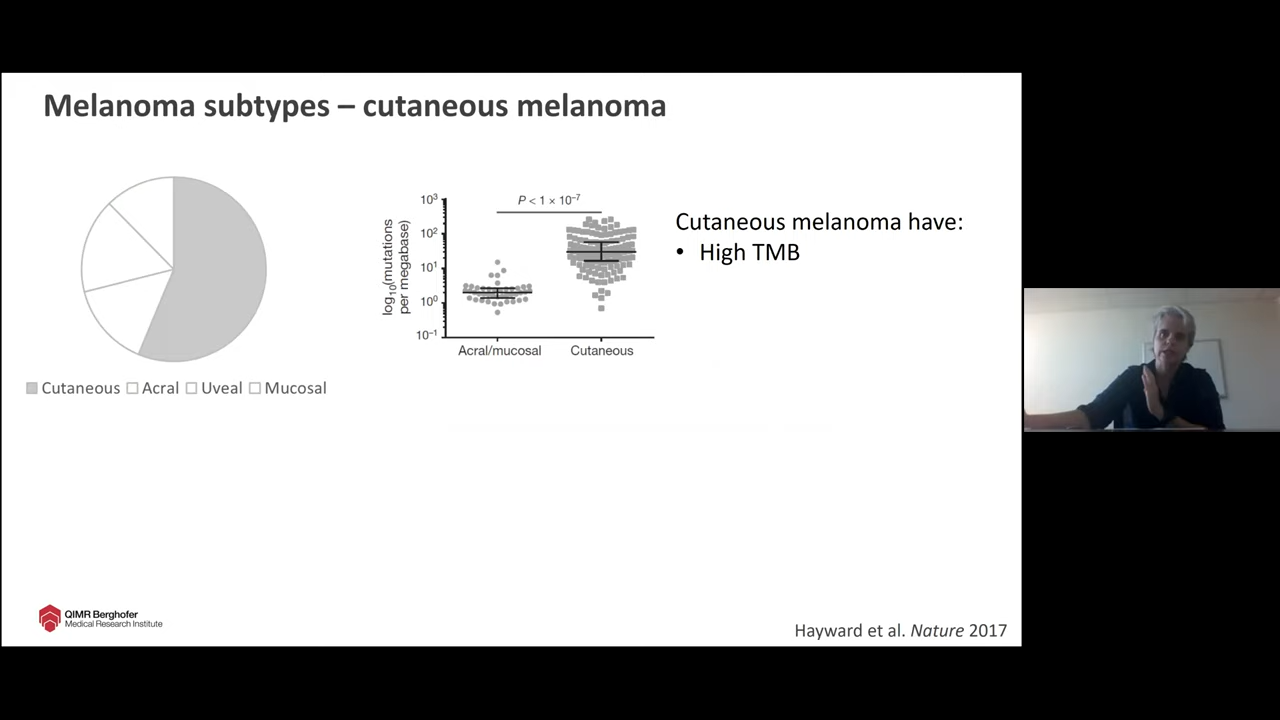 Melanoma subtypes – cutaneous melanoma
Cutaneous Acral Uveal Mucosal
log₁₀(mutations
per megabase)
10³
10²
10¹
10⁰
10⁻¹
P < 1 × 10⁻⁷
Acral/mucosal Cutaneous
Cutaneous melanoma have:
• High TMB
QIMR Berghofer
Medical Research Institute
Hayward et al. Nature 2017